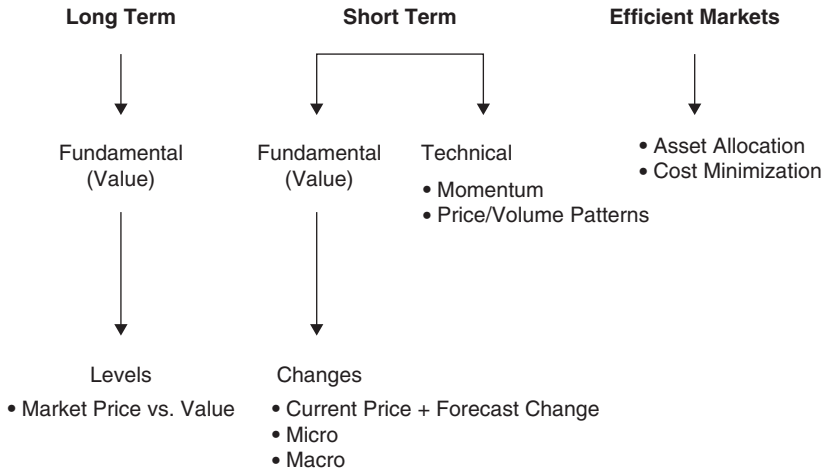 Long Term
Short Term
Efficient Markets
Fundamental
(Value)
Fundamental
(Value)
Technical
• Momentum
• Price/Volume Patterns
• Asset Allocation
• Cost Minimization
Levels
• Market Price vs. Value
Changes
• Current Price + Forecast Change
• Micro
• Macro